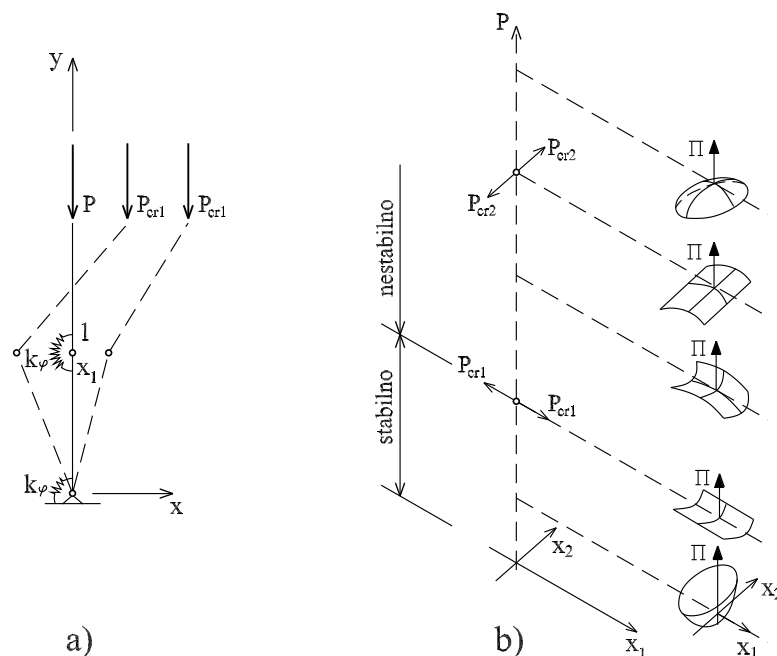 y
P
P_cr1
P_cr1
1
k_φ
x_1
k_φ
x
a)
P
P_cr2
P_cr2
nestabilno
P_cr1
P_cr1
stabilno
x_2
x_1
Π
Π
Π
Π
Π
x_2
x_1
b)